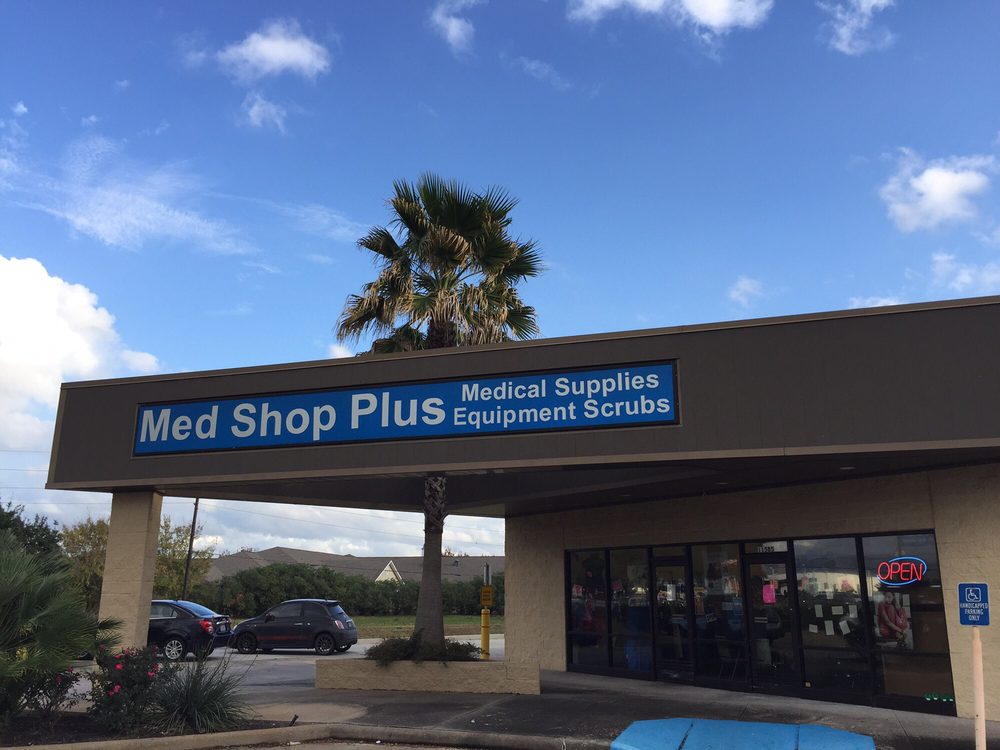 Med Shop Plus
Medical Supplies
Equipment Scrubs
OPEN
HANDICAPPED
PARKING
ONLY